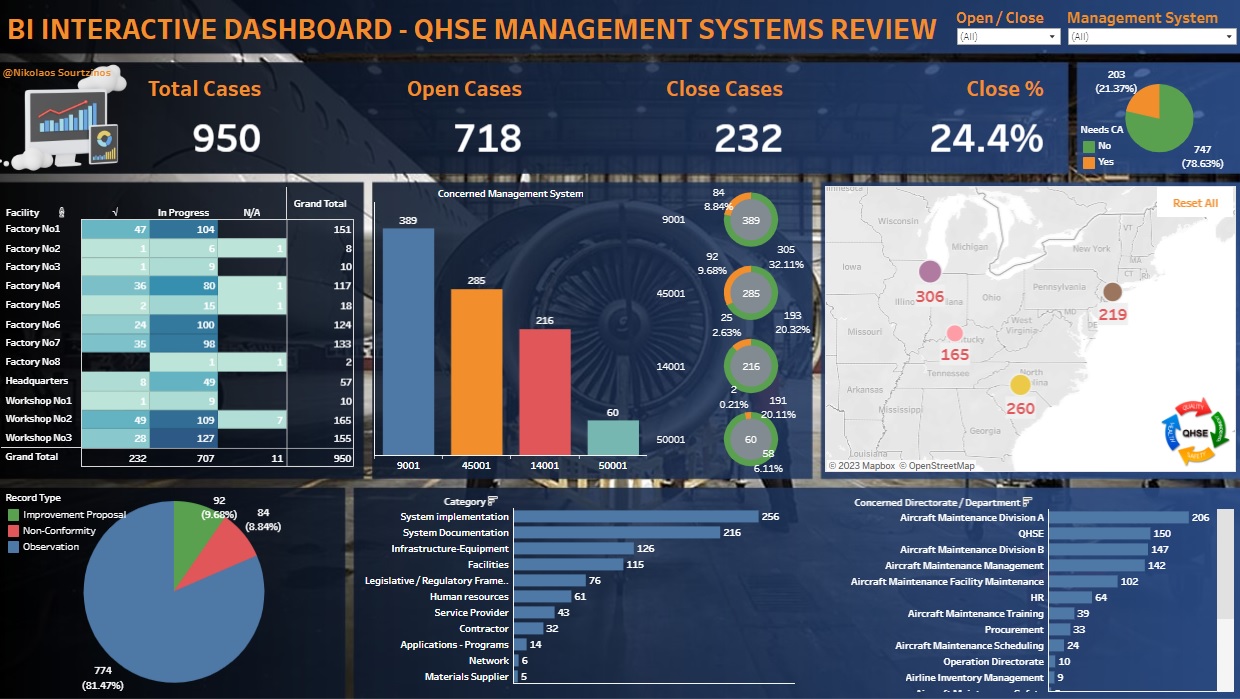 BI INTERACTIVE DASHBOARD - QHSE MANAGEMENT SYSTEMS REVIEW
Open / Close
Management System
(All)
(All)
@Nikolaos Sourtzinos
Total Cases
Open Cases
Close Cases
Close %
950
718
232
24.4%
203
(21.37%)
Needs CA
No
Yes
747
(78.63%)
Facility √ In Progress N/A Grand Total
Factory No1 47 104 151
Factory No2 1 6 1 8
Factory No3 1 9 10
Factory No4 36 80 1 117
Factory No5 2 15 1 18
Factory No6 24 100 124
Factory No7 35 98 133
Factory No8 1 1 2
Headquarters 8 49 57
Workshop No1 1 9 10
Workshop No2 49 109 7 165
Workshop No3 28 127 155
Grand Total 232 707 11 950
Concerned Management System
389
285
216
60
9001 45001 14001 50001
9001
84
8.84%
389
305
32.11%
45001
92
9.68%
285
193
20.32%
14001
25
2.63%
216
191
20.11%
50001
2
0.21%
60
58
6.11%
Reset All
Minnesota
Wisconsin
Michigan
New York
VT
MA
CT
RI
Iowa
Illinois
Indiana
Ohio
Pennsylvania
MD
DE
West
Virginia
Missouri
Kentucky
Tennessee
North
Carolina
Arkansas
Mississippi
Georgia
Louisiana
306
219
165
260
QUALITY
HEALTH
SAFETY
QHSE
© 2023 Mapbox © OpenStreetMap
Record Type
Improvement Proposal
Non-Conformity
Observation
92
(9.68%)
84
(8.84%)
774
(81.47%)
Category
System implementation 256
System Documentation 216
Infrastructure-Equipment 126
Facilities 115
Legislative / Regulatory Frame.. 76
Human resources 61
Service Provider 43
Contractor 32
Applications - Programs 14
Network 6
Materials Supplier 5
Concerned Directorate / Department
Aircraft Maintenance Division A 206
QHSE 150
Aircraft Maintenance Division B 147
Aircraft Maintenance Management 142
Aircraft Maintenance Facility Maintenance 102
HR 64
Aircraft Maintenance Training 39
Procurement 33
Aircraft Maintenance Scheduling 24
Operation Directorate 10
Airline Inventory Management 9